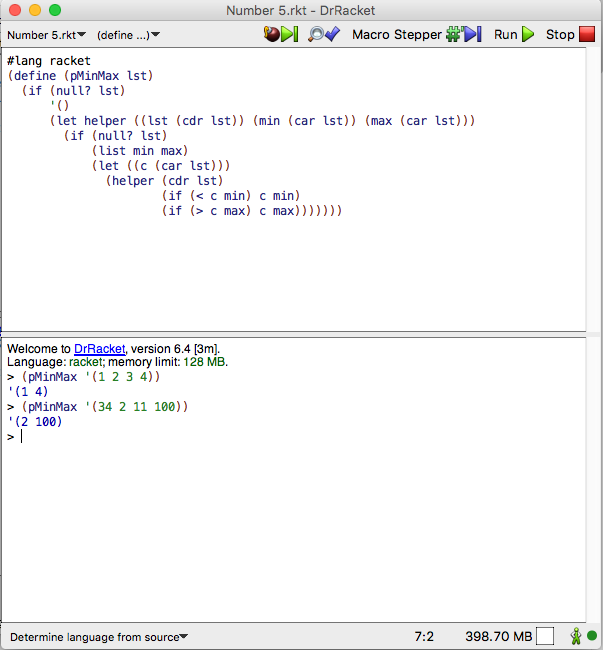 Number 5.rkt - DrRacket
Number 5.rkt (define ...) Macro Stepper Run Stop
#lang racket
(define (pMinMax lst)
  (if (null? lst)
      '()
      (let helper ((lst (cdr lst)) (min (car lst)) (max (car lst)))
        (if (null? lst)
            (list min max)
            (let ((c (car lst)))
              (helper (cdr lst)
                      (if (< c min) c min)
                      (if (> c max) c max)))))))
Welcome to DrRacket, version 6.4 [3m].
Language: racket; memory limit: 128 MB.
> (pMinMax '(1 2 3 4))
'(1 4)
> (pMinMax '(34 2 11 100))
'(2 100)
>
Determine language from source 7:2 398.70 MB